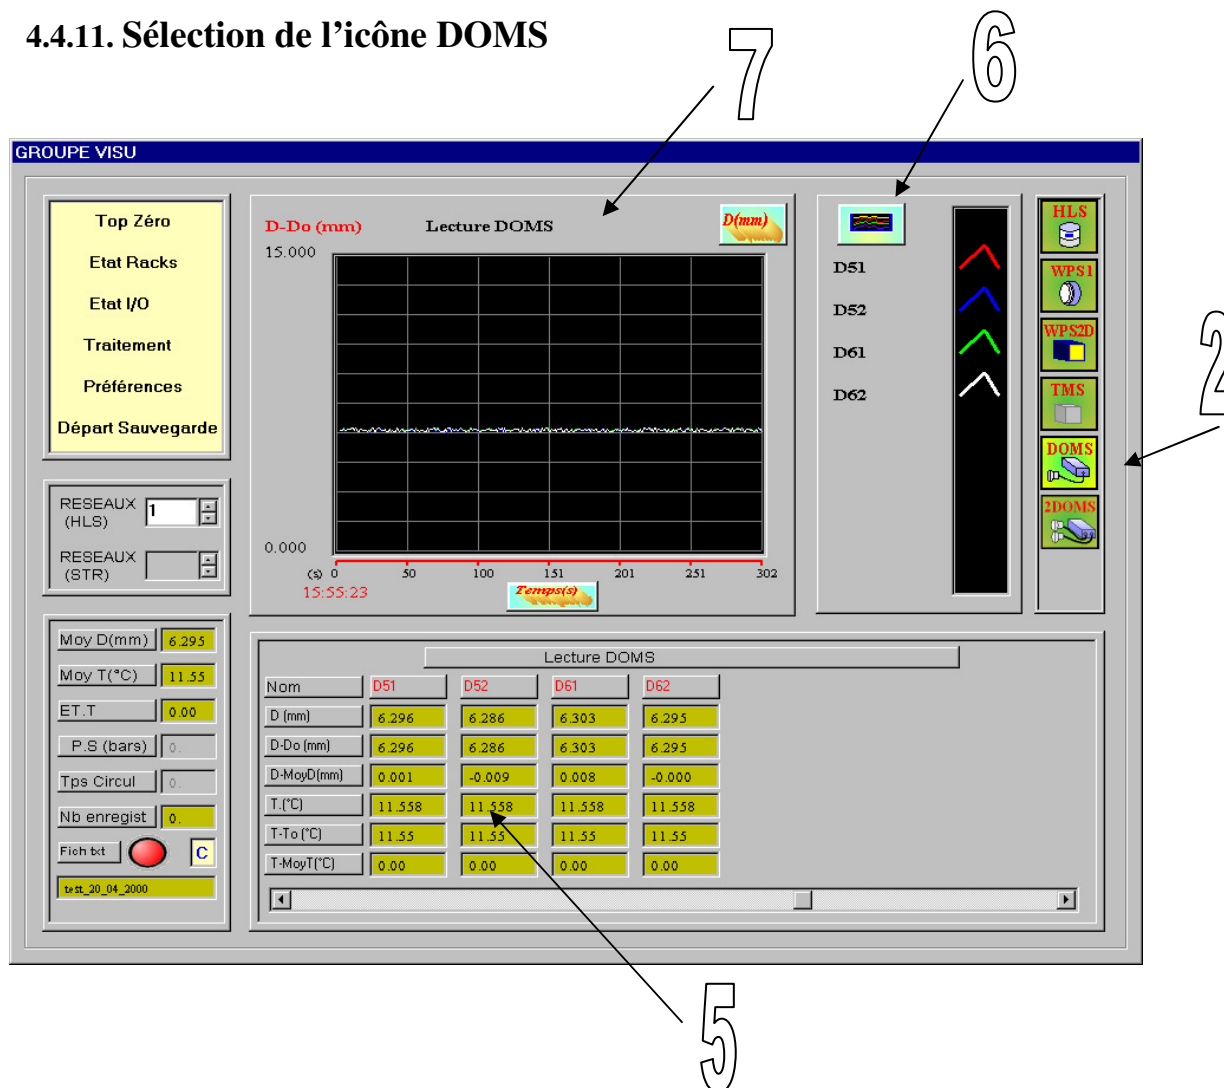 4.4.11. Sélection de l'icône DOMS
7
6
GROUPE VISU
Top Zéro
Etat Racks
Etat I/O
Traitement
Préférences
Départ Sauvegarde
RESEAUX (HLS) 1
RESEAUX (STR)
Moy D(mm) 6.295
Moy T(°C) 11.55
ET.T 0.00
P.S (bars) 0.
Tps Circul 0.
Nb enregist 0.
Fich txt C
test_20_04_2000
D-Do (mm) Lecture DOMS D(mm)
15.000
0.000
(s) 0 50 100 151 201 251 302
15:55:23 Temps(s)
D51
D52
D61
D62
HLS
WPS1
WPS2D
TMS
DOMS
2DOMS
2
Lecture DOMS
Nom D51 D52 D61 D62
D (mm) 6.296 6.286 6.303 6.295
D-Do (mm) 6.296 6.286 6.303 6.295
D-MoyD(mm) 0.001 -0.009 0.008 -0.000
T.(°C) 11.558 11.558 11.558 11.558
T-To (°C) 11.55 11.55 11.55 11.55
T-MoyT(°C) 0.00 0.00 0.00 0.00
5